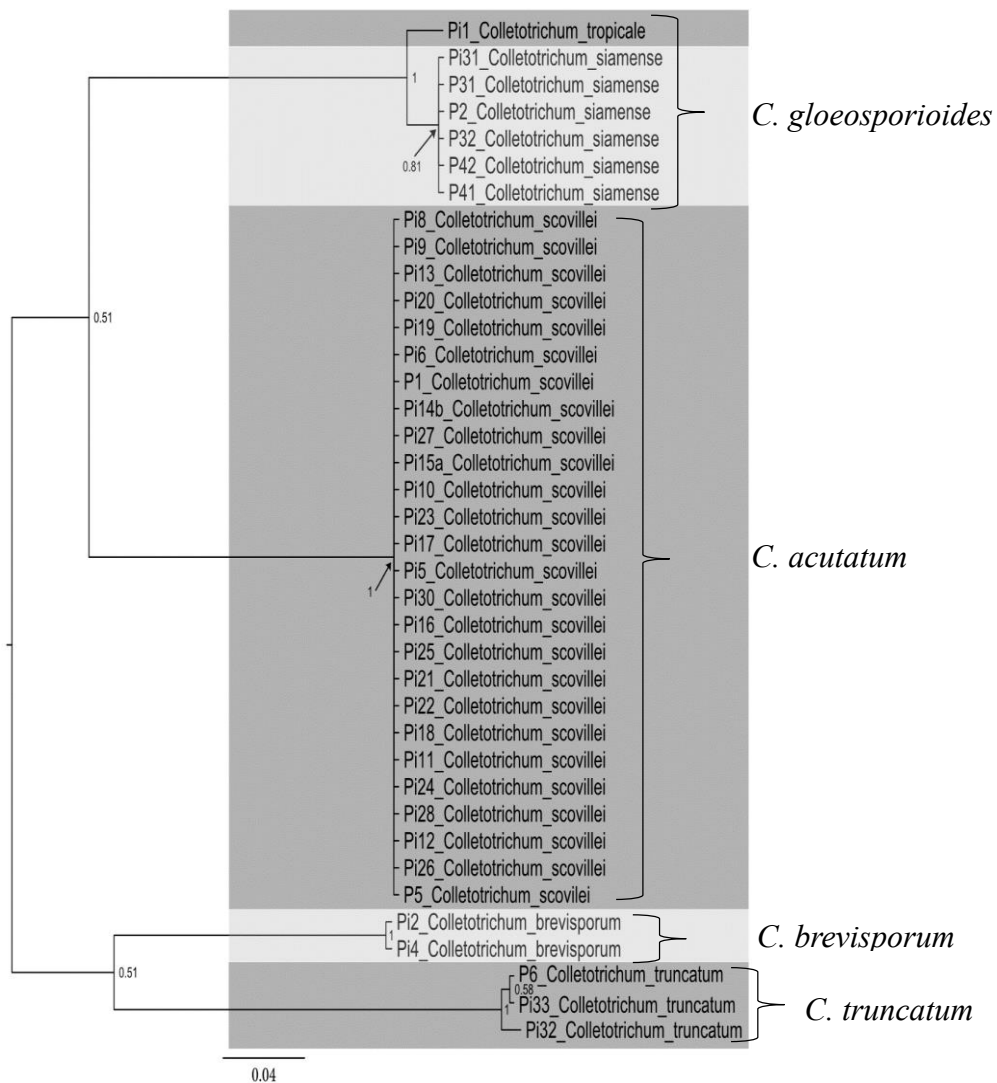 Pi1_Colletotrichum_tropicale
Pi31_Colletotrichum_siamense
1
P31_Colletotrichum_siamense
P2_Colletotrichum_siamense
C. gloeosporioides
P32_Colletotrichum_siamense
0.81
P42_Colletotrichum_siamense
P41_Colletotrichum_siamense
Pi8_Colletotrichum_scovillei
Pi9_Colletotrichum_scovillei
Pi13_Colletotrichum_scovillei
Pi20_Colletotrichum_scovillei
0.51
Pi19_Colletotrichum_scovillei
Pi6_Colletotrichum_scovillei
P1_Colletotrichum_scovillei
Pi14b_Colletotrichum_scovillei
Pi27_Colletotrichum_scovillei
Pi15a_Colletotrichum_scovillei
Pi10_Colletotrichum_scovillei
Pi23_Colletotrichum_scovillei
Pi17_Colletotrichum_scovillei
C. acutatum
Pi5_Colletotrichum_scovillei
1
Pi30_Colletotrichum_scovillei
Pi16_Colletotrichum_scovillei
Pi25_Colletotrichum_scovillei
Pi21_Colletotrichum_scovillei
Pi22_Colletotrichum_scovillei
Pi18_Colletotrichum_scovillei
Pi11_Colletotrichum_scovillei
Pi24_Colletotrichum_scovillei
Pi28_Colletotrichum_scovillei
Pi12_Colletotrichum_scovillei
Pi26_Colletotrichum_scovillei
P5_Colletotrichum_scovilei
Pi2_Colletotrichum_brevisporum
1
C. brevisporum
Pi4_Colletotrichum_brevisporum
0.51
P6_Colletotrichum_truncatum
0.58
Pi33_Colletotrichum_truncatum
1
C. truncatum
Pi32_Colletotrichum_truncatum
0.04